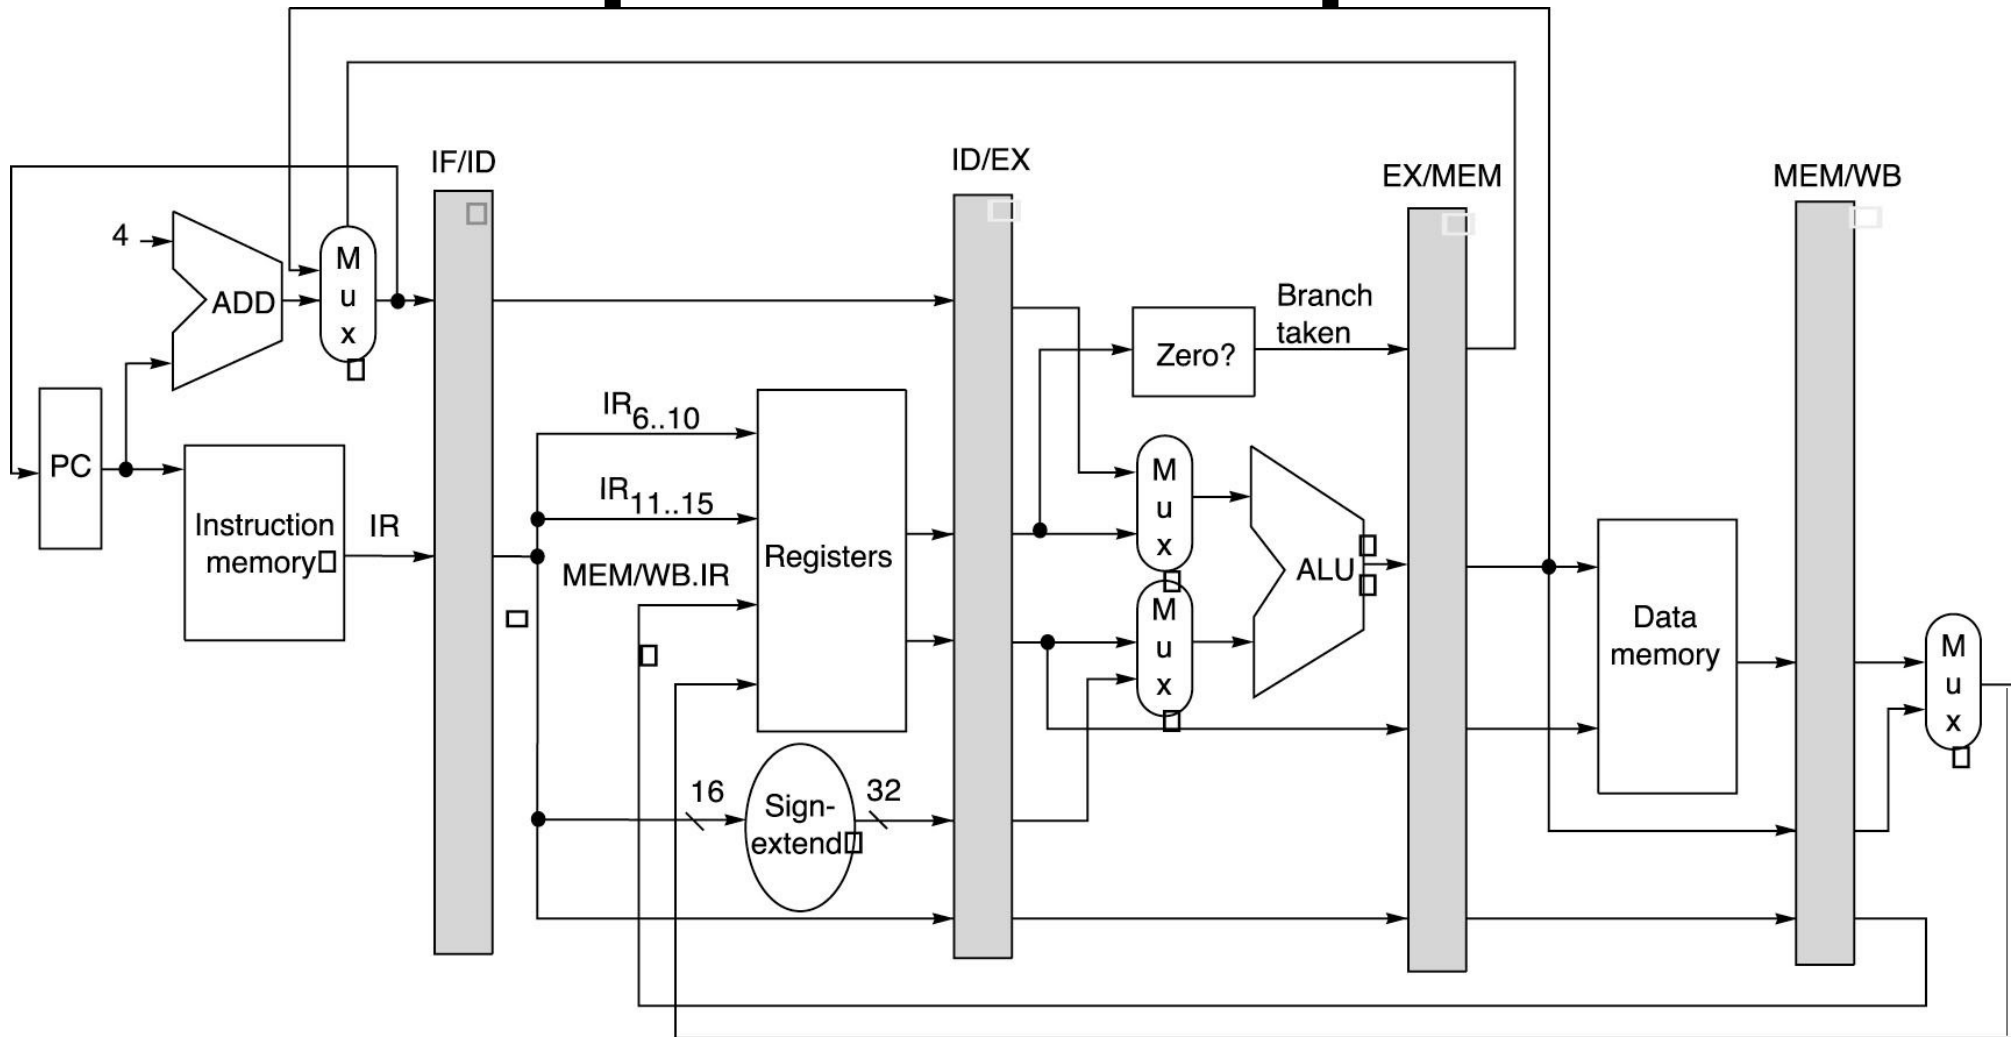 IF/ID
ID/EX
EX/MEM
MEM/WB
4
ADD
M
u
x
PC
Instruction
memory
IR
IR6..10
IR11..15
MEM/WB.IR
Registers
16
Sign-
extend
32
Zero?
Branch
taken
M
u
x
M
u
x
ALU
Data
memory
M
u
x